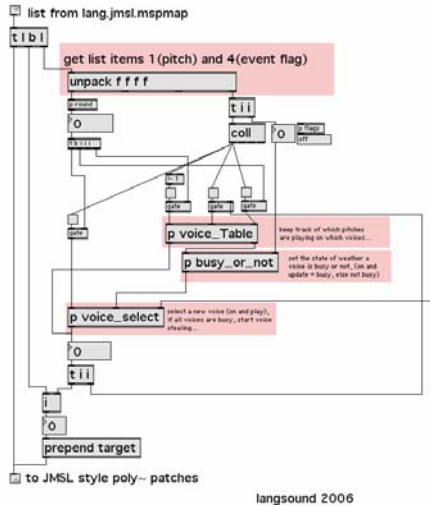 list from lang.jmsl.mspmap
t l b l
get list items 1(pitch) and 4(event flag)
unpack f f f f
p round
t i i
0
coll
0
p flagz
off
t b i i i
!- 1
gate
gate
gate
gate
p voice_Table
keep track of which pitches
are playing on which voices...
p busy_or_not
set the state of weather a
voice is busy or not, (on and
update = busy, else not busy)
p voice_select
select a new voice (on and play),
if all voices are busy, start voice
stealing...
0
t i i
i
0
prepend target
to JMSL style poly~ patches
langsound 2006